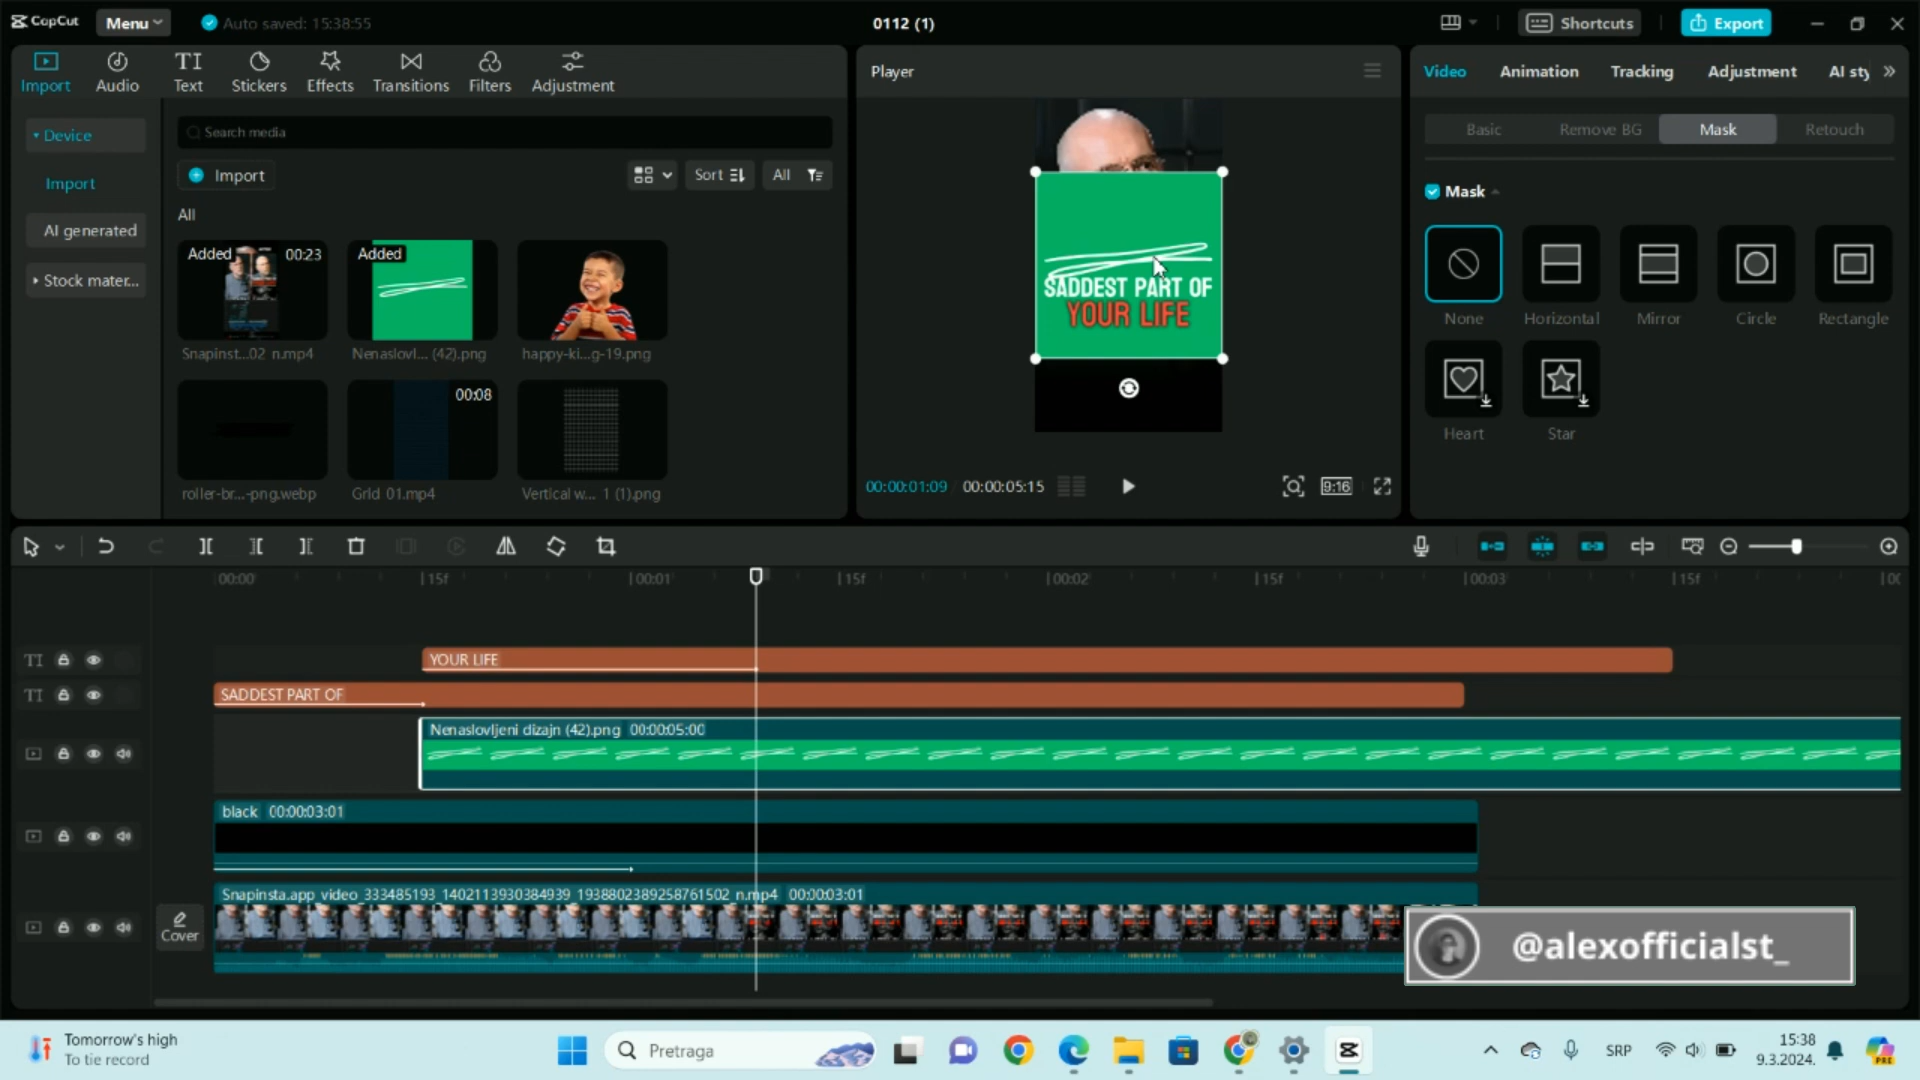 CapCut
Menu
Auto saved: 15:38:55
0112 (1)
Shortcuts
Export
Import
Audio
TI
Text
Stickers
Effects
Transitions
Filters
Adjustment
Player
Video
Animation
Tracking
Adjustment
AI sty
Device
Import
AI generated
Stock mater...
Search media
Import
Sort
All
All
Added
00:23
Snapinst...02 n.mp4
Added
Nenaslovl... (42).png
happy-ki...g-19.png
roller-br...-png.webp
00:08
Grid 01.mp4
Vertical w... 1 (1).png
SADDEST PART OF
YOUR LIFE
00:00:01:09
00:00:05:15
9:16
Basic
Remove BG
Mask
Retouch
Mask
None
Horizontal
Mirror
Circle
Rectangle
Heart
Star
00:00
15f
00:01
15f
00:02
15f
00:03
15f
TI
YOUR LIFE
TI
SADDEST PART OF
Nenaslovljeni dizajn (42).png 00:00:05:00
black 00:00:03:01
Cover
Snapinsta.app_video_333485193_1402113930384939_1938802389258761502_n.mp4 00:00:03:01
@alexofficialst_
Tomorrow's high
To tie record
Pretraga
SRP
15:38
9.3.2024.
PRE